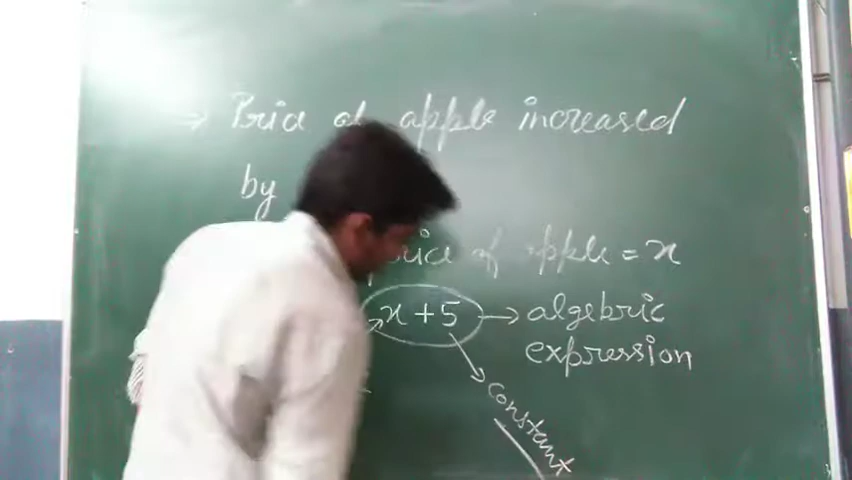 → Price of apple increased
by
price of apple = x
x + 5 → algebric
expression
constant